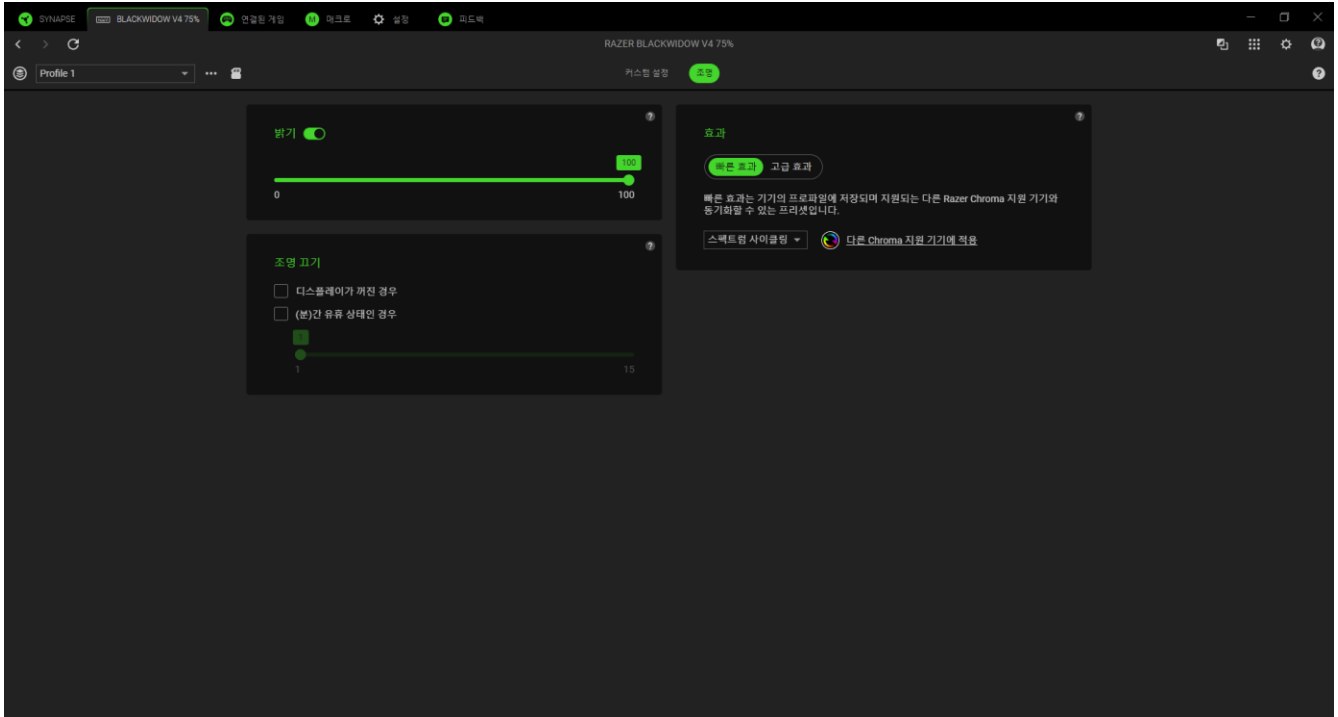 SYNAPSE BLACKWIDOW V4 75% 연결된 게임 M 매크로 설정 피드백
RAZER BLACKWIDOW V4 75%
Profile 1 커스텀 설정 조명
밝기
100
0 100
조명 끄기
디스플레이가 꺼진 경우
(분)간 유휴 상태인 경우
1
1 15
효과
빠른 효과 고급 효과
빠른 효과는 기기의 프로파일에 저장되며 지원되는 다른 Razer Chroma 지원 기기와
동기화할 수 있는 프리셋입니다.
스펙트럼 사이클링 다른 Chroma 지원 기기에 적용